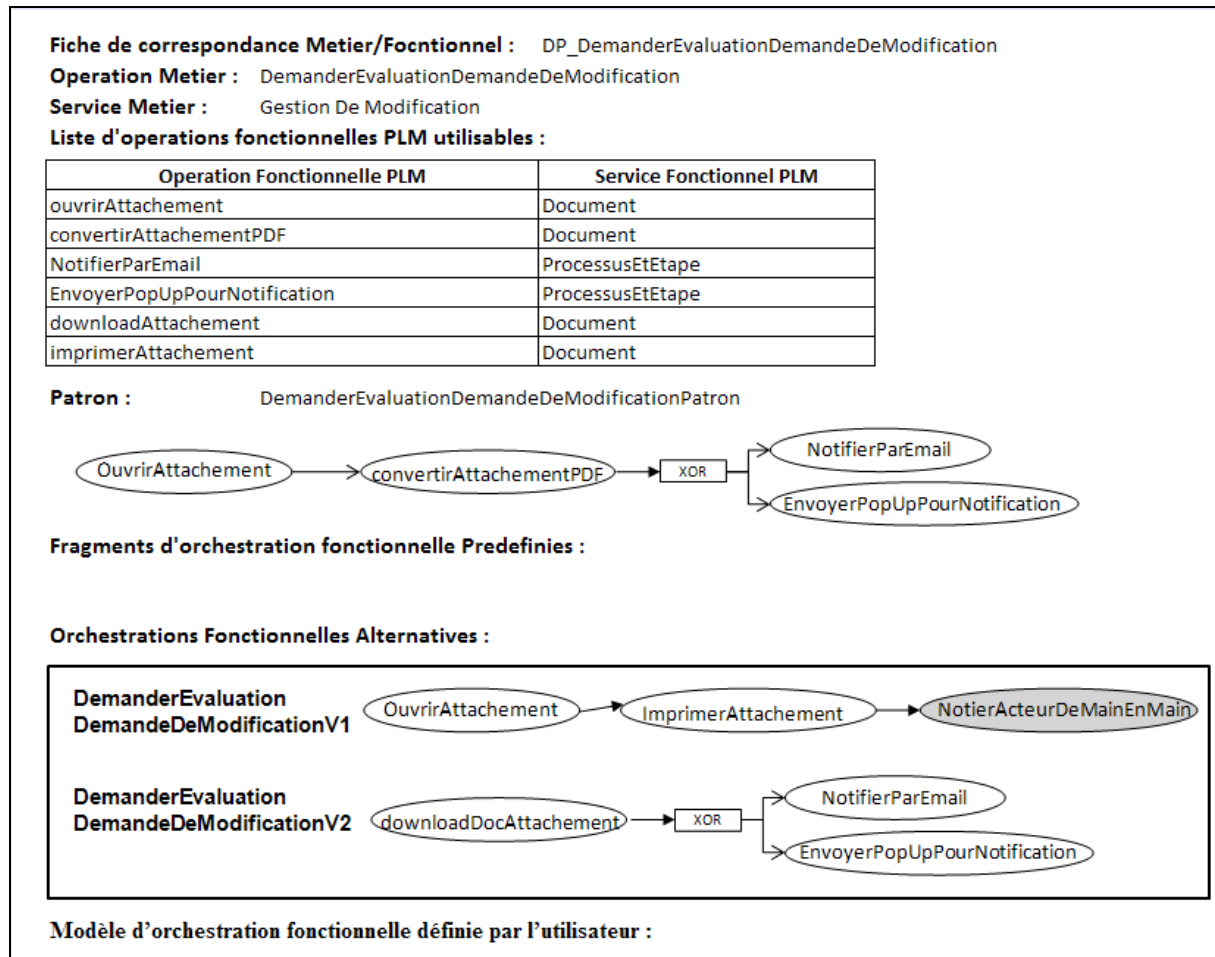 Fiche de correspondance Metier/Focntionnel : DP_DemanderEvaluationDemandeDeModification
Operation Metier : DemanderEvaluationDemandeDeModification
Service Metier : Gestion De Modification
Liste d'operations fonctionnelles PLM utilisables :
Operation Fonctionnelle PLM Service Fonctionnel PLM
ouvrirAttachement Document
convertirAttachementPDF Document
NotifierParEmail ProcessusEtEtape
EnvoyerPopUpPourNotification ProcessusEtEtape
downloadAttachement Document
imprimerAttachement Document
Patron : DemanderEvaluationDemandeDeModificationPatron
OuvrirAttachement convertirAttachementPDF XOR NotifierParEmail
EnvoyerPopUpPourNotification
Fragments d'orchestration fonctionnelle Predefinies :
Orchestrations Fonctionnelles Alternatives :
DemanderEvaluation
DemandeDeModificationV1
OuvrirAttachement ImprimerAttachement NotierActeurDeMainEnMain
DemanderEvaluation
DemandeDeModificationV2
downloadDocAttachement XOR NotifierParEmail
EnvoyerPopUpPourNotification
Modèle d’orchestration fonctionnelle définie par l’utilisateur :